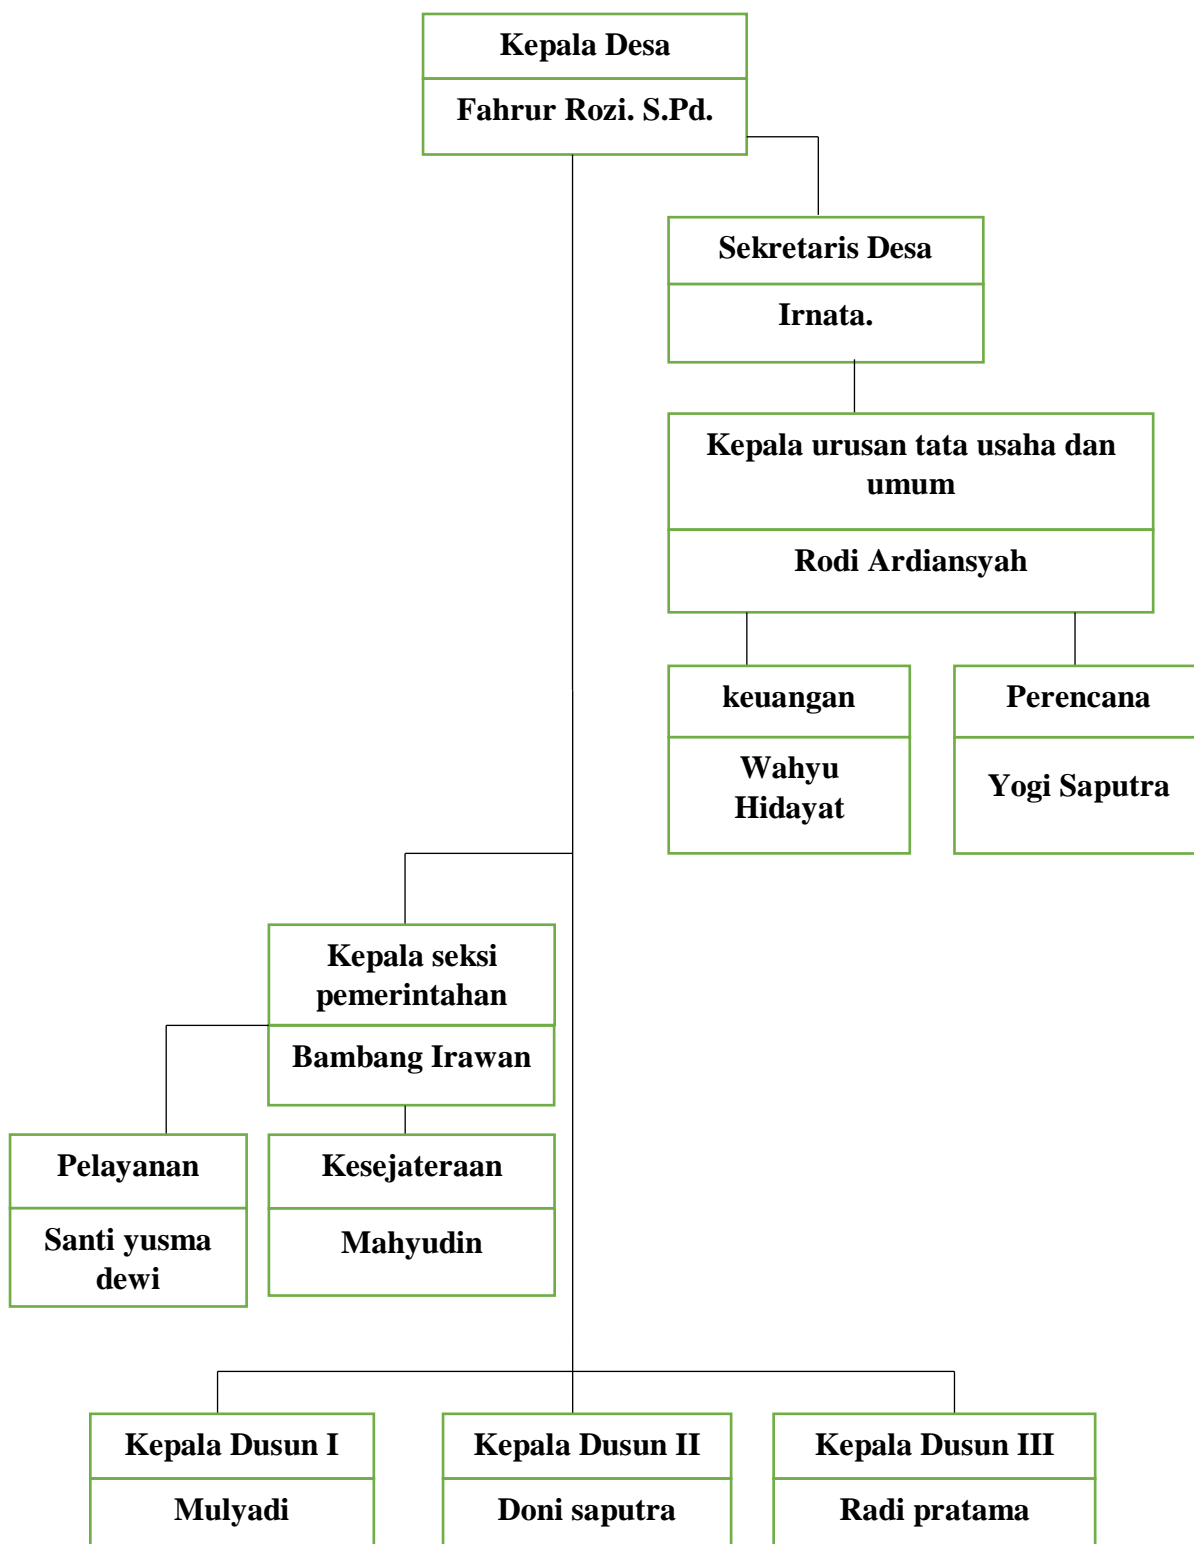 Kepala Desa
Fahrur Rozi. S.Pd.
Sekretaris Desa
Irnata.
Kepala urusan tata usaha dan
umum
Rodi Ardiansyah
keuangan
Wahyu
Hidayat
Perencana
Yogi Saputra
Kepala seksi
pemerintahan
Bambang Irawan
Pelayanan
Santi yusma
dewi
Kesejateraan
Mahyudin
Kepala Dusun I
Mulyadi
Kepala Dusun II
Doni saputra
Kepala Dusun III
Radi pratama